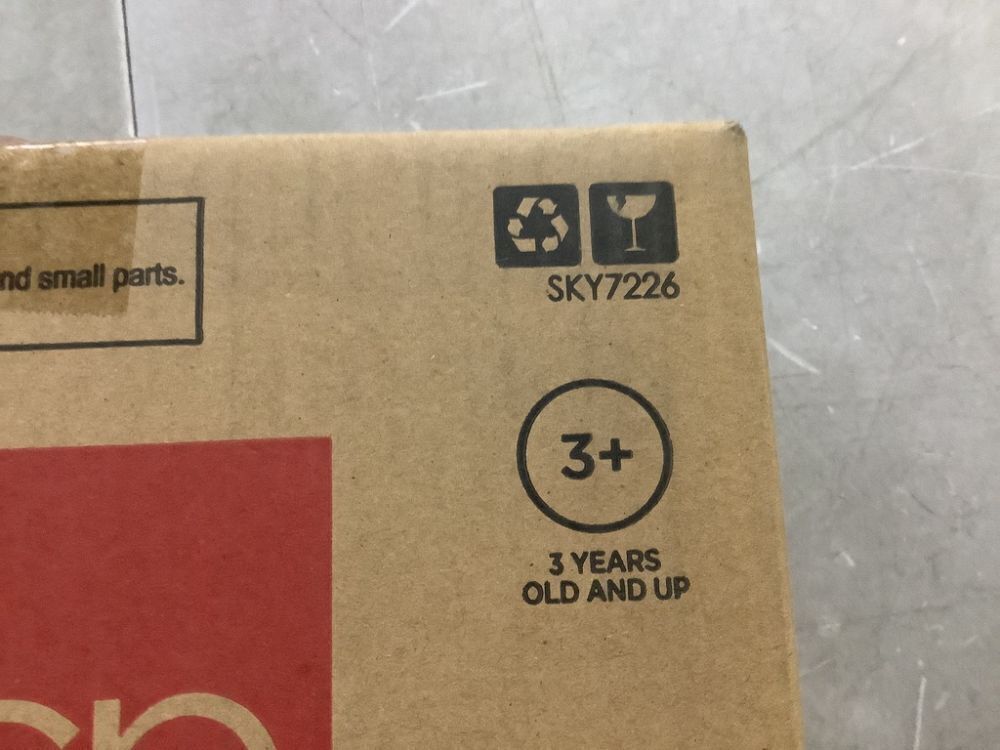 nd small parts.
SKY7226
3+
3 YEARS
OLD AND UP